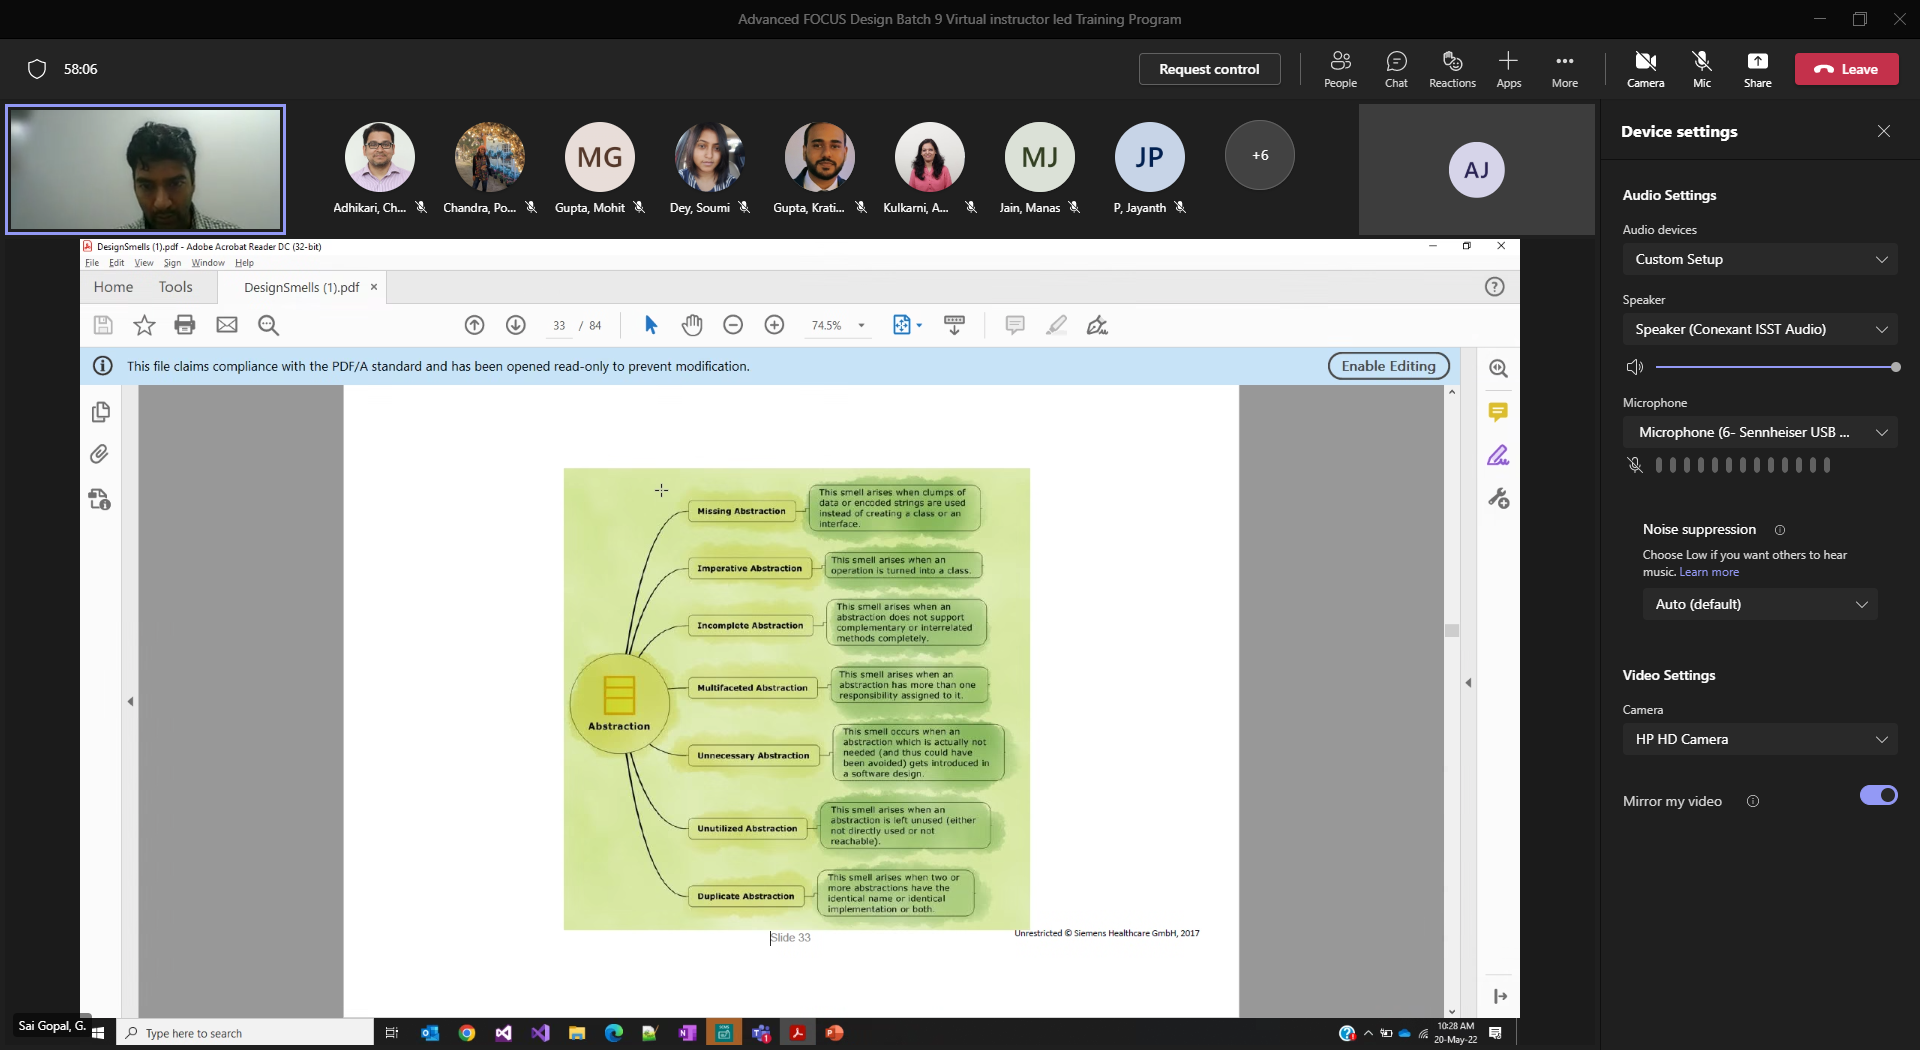 Advanced FOCUS Design Batch 9 Virtual instructor led Training Program
58:06
Request control
People
Chat
Reactions
Apps
More
Camera
Mic
Share
Leave
MG
MJ
JP
+6
AJ
Adhikari, Ch...
Chandra, Po...
Gupta, Mohit
Dey, Soumi
Gupta, Krati...
Kulkarni, A...
Jain, Manas
P, Jayanth
DesignSmells (1).pdf - Adobe Acrobat Reader DC (32-bit)
File Edit View Sign Window Help
Home Tools DesignSmells (1).pdf
33 / 84
74.5%
This file claims compliance with the PDF/A standard and has been opened read-only to prevent modification.
Enable Editing
Abstraction
Missing Abstraction
This smell arises when clumps of
data or encoded strings are used
instead of creating a class or an
interface.
Imperative Abstraction
This smell arises when an
operation is turned into a class.
Incomplete Abstraction
This smell arises when an
abstraction does not support
complementary or interrelated
methods completely.
Multifaceted Abstraction
This smell arises when an
abstraction has more than one
responsibility assigned to it.
Unnecessary Abstraction
This smell occurs when an
abstraction which is actually not
needed (and thus could have
been avoided) gets introduced in
a software design.
Unutilized Abstraction
This smell arises when an
abstraction is left unused (either
not directly used or not
reachable).
Duplicate Abstraction
This smell arises when two or
more abstractions have the
identical name or identical
implementation or both.
Slide 33
Unrestricted © Siemens Healthcare GmbH, 2017
Sai Gopal, G.
Type here to search
10:28 AM
20-May-22
Device settings
Audio Settings
Audio devices
Custom Setup
Speaker
Speaker (Conexant ISST Audio)
Microphone
Microphone (6- Sennheiser USB ...
Noise suppression
Choose Low if you want others to hear
music. Learn more
Auto (default)
Video Settings
Camera
HP HD Camera
Mirror my video